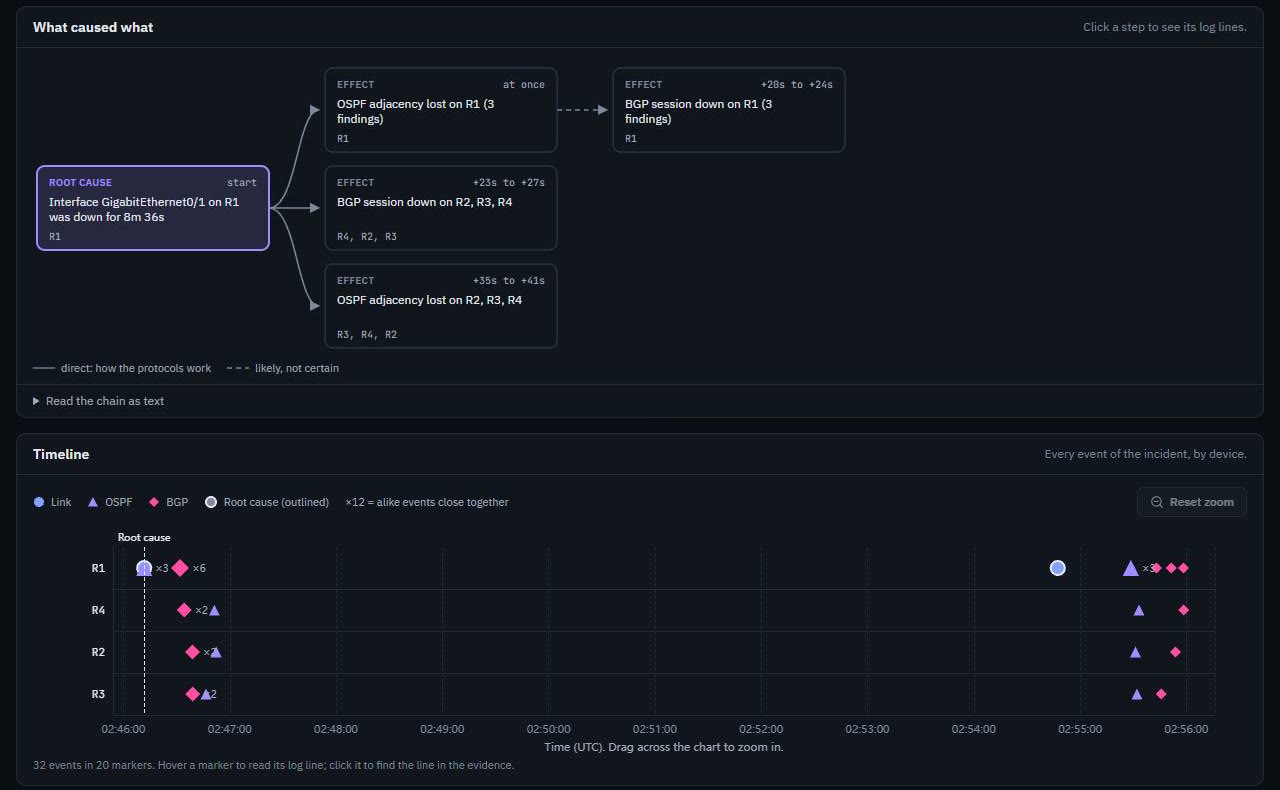 What caused what
Click a step to see its log lines.
EFFECT at once
OSPF adjacency lost on R1 (3
findings)
R1
EFFECT +20s to +24s
BGP session down on R1 (3
findings)
R1
ROOT CAUSE start
Interface GigabitEthernet0/1 on R1
was down for 8m 36s
R1
EFFECT +23s to +27s
BGP session down on R2, R3, R4
R4, R2, R3
EFFECT +35s to +41s
OSPF adjacency lost on R2, R3, R4
R3, R4, R2
direct: how the protocols work
likely, not certain
Read the chain as text
Timeline
Every event of the incident, by device.
Link OSPF BGP Root cause (outlined) ×12 = alike events close together
Reset zoom
Root cause
R1 ×3 ×6 ×3
R4 ×2
R2
R3 2
02:46:00 02:47:00 02:48:00 02:49:00 02:50:00 02:51:00 02:52:00 02:53:00 02:54:00 02:55:00 02:56:00
Time (UTC). Drag across the chart to zoom in.
32 events in 20 markers. Hover a marker to read its log line; click it to find the line in the evidence.